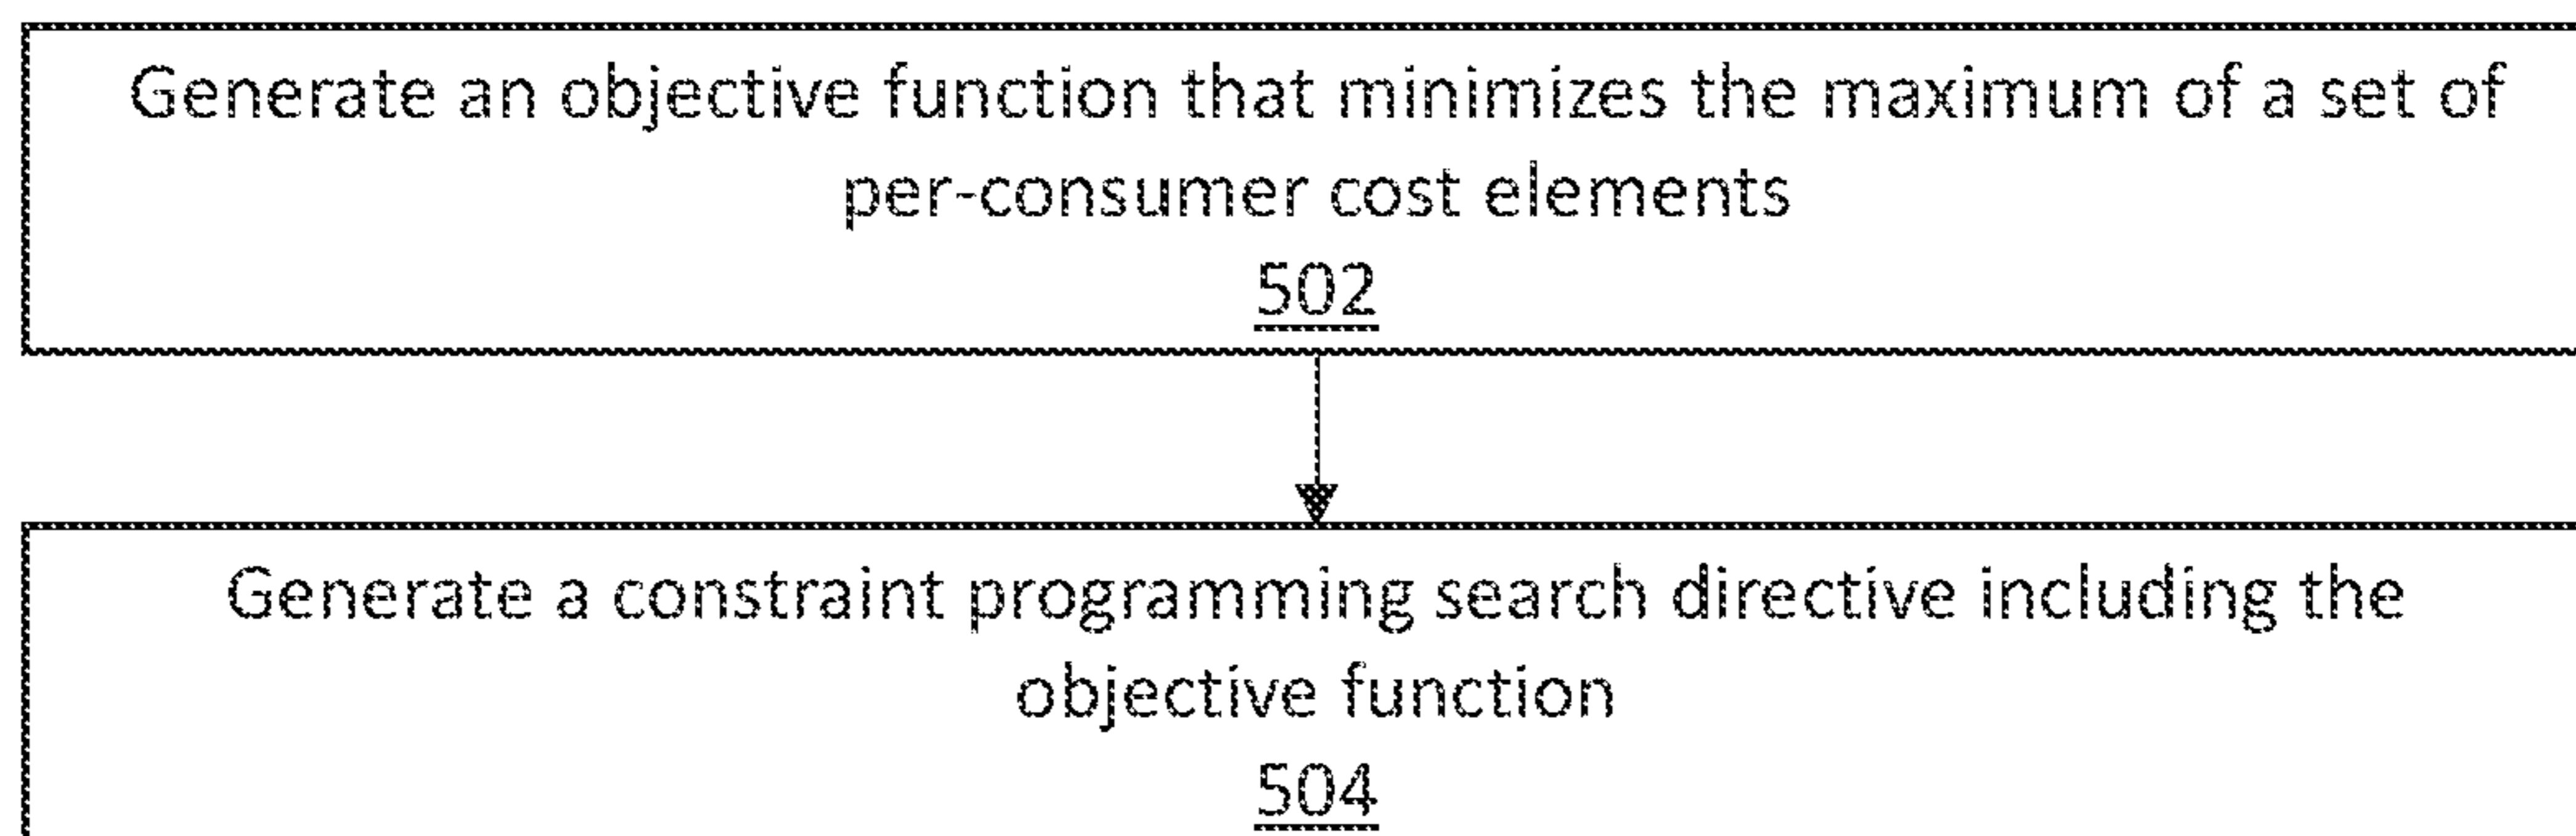 Generate an objective function that minimizes the maximum of a set of
per-consumer cost elements
502
Generate a constraint programming search directive including the
objective function
504